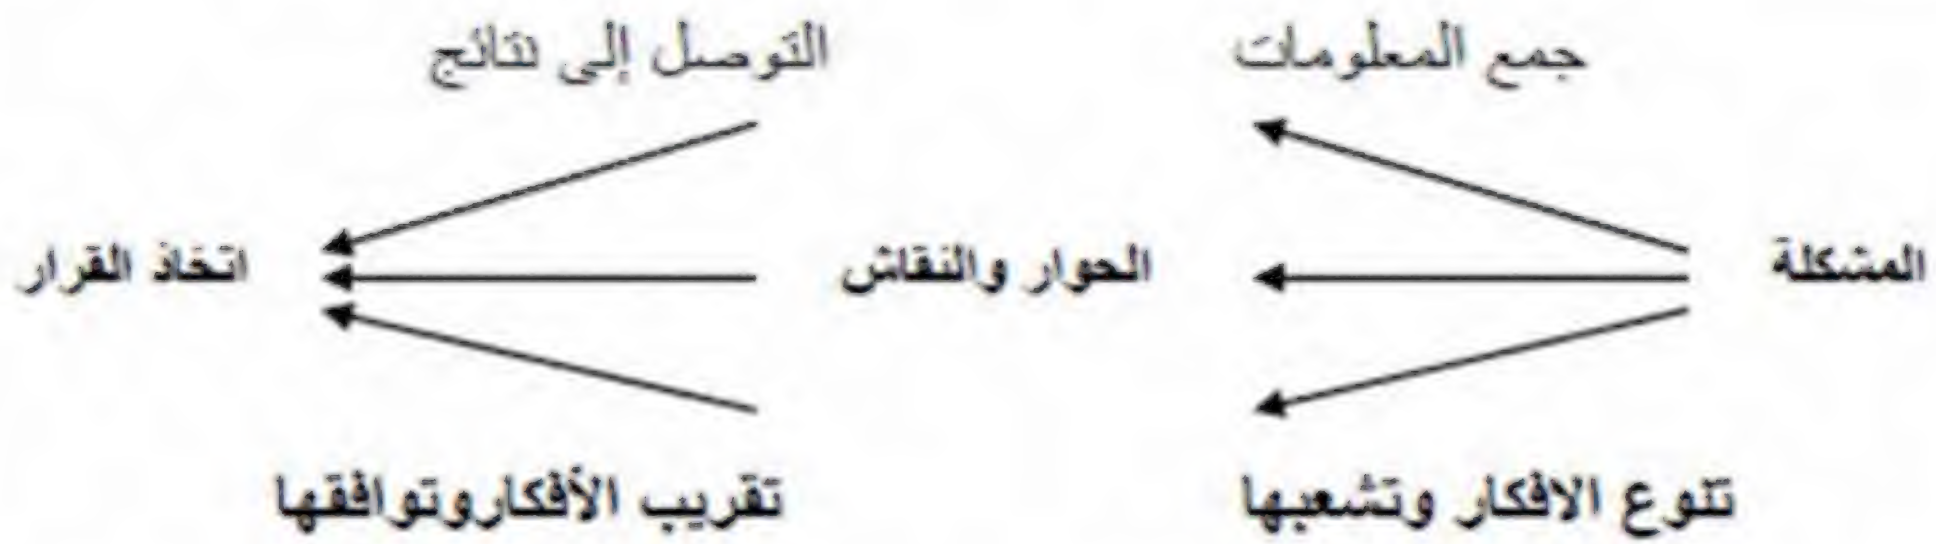 جمع المعلومات
التوصل إلى نتائج
المشكلة
الحوار والنقاش
اتخاذ القرار
تنوع الافكار وتشعبها
تقريب الأفكاروتوافقها